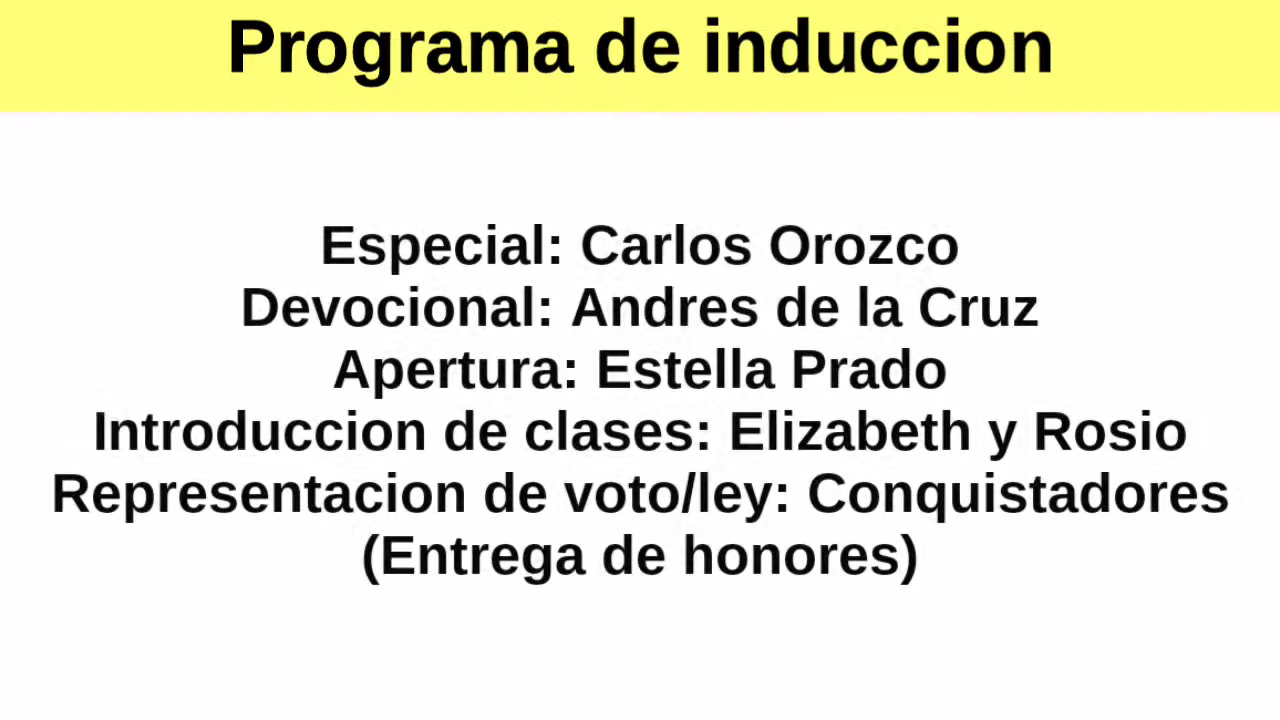 Programa de induccion
Especial: Carlos Orozco
Devocional: Andres de la Cruz
Apertura: Estella Prado
Introduccion de clases: Elizabeth y Rosio
Representacion de voto/ley: Conquistadores
(Entrega de honores)